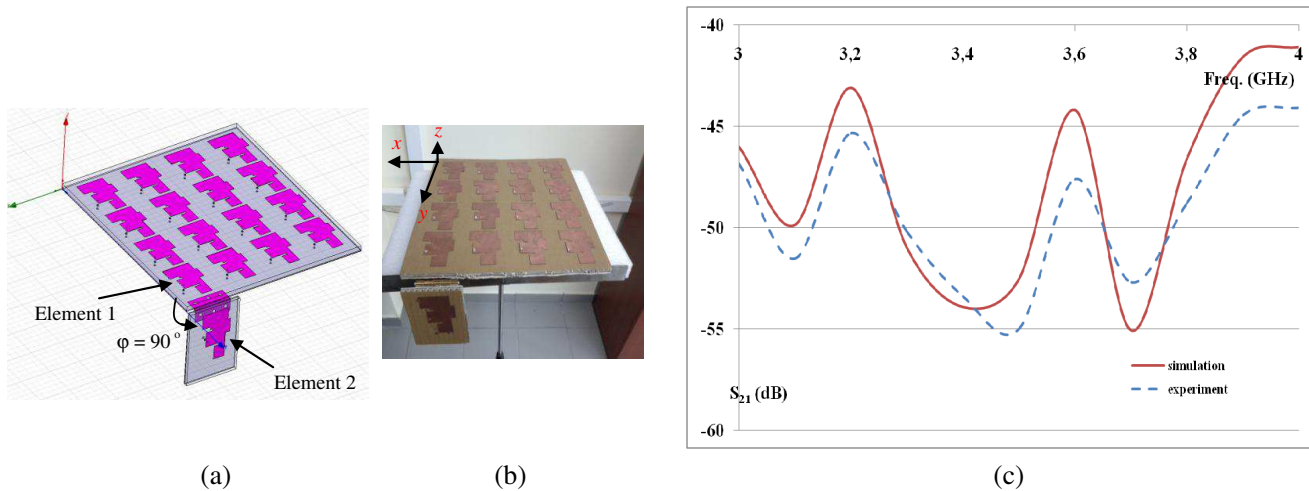 Element 1
φ = 90°
Element 2
(a)
x
z
y
(b)
-40
-45
-50
-55
-60
3
3,2
3,4
3,6
3,8
4
Freq. (GHz)
simulation
experiment
S21 (dB)
(c)